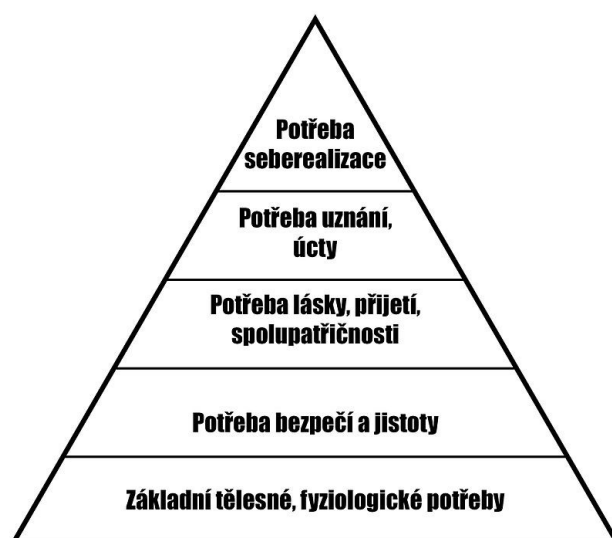 Potřeba
seberealizace
Potřeba uznání,
úcty
Potřeba lásky, přijetí,
spolupatřičnosti
Potřeba bezpečí a jistoty
Základní tělesné, fyziologické potřeby